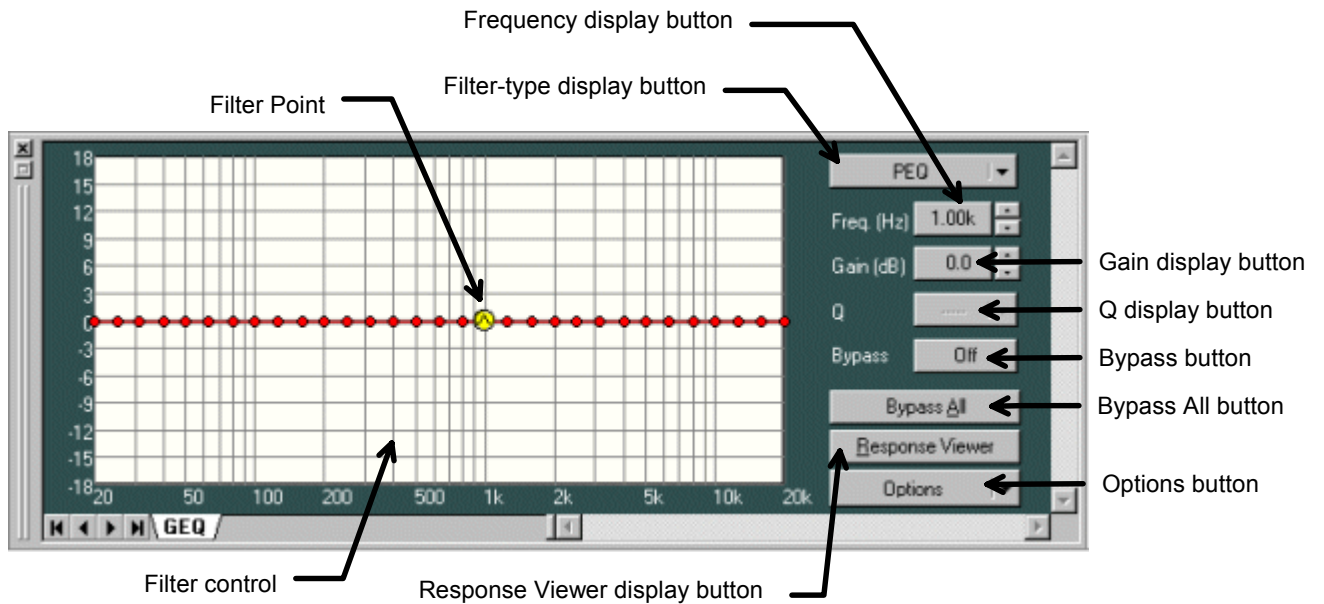 Frequency display button
Filter-type display button
Filter Point
18
15
12
9
6
3
0
-3
-6
-9
-12
-15
-18
20 50 100 200 500 1k 2k 5k 10k 20k
GEQ
PEQ
Freq. (Hz) 1.00k
Gain (dB) 0.0
Q -----
Bypass Off
Bypass All
Response Viewer
Options
Gain display button
Q display button
Bypass button
Bypass All button
Options button
Filter control
Response Viewer display button